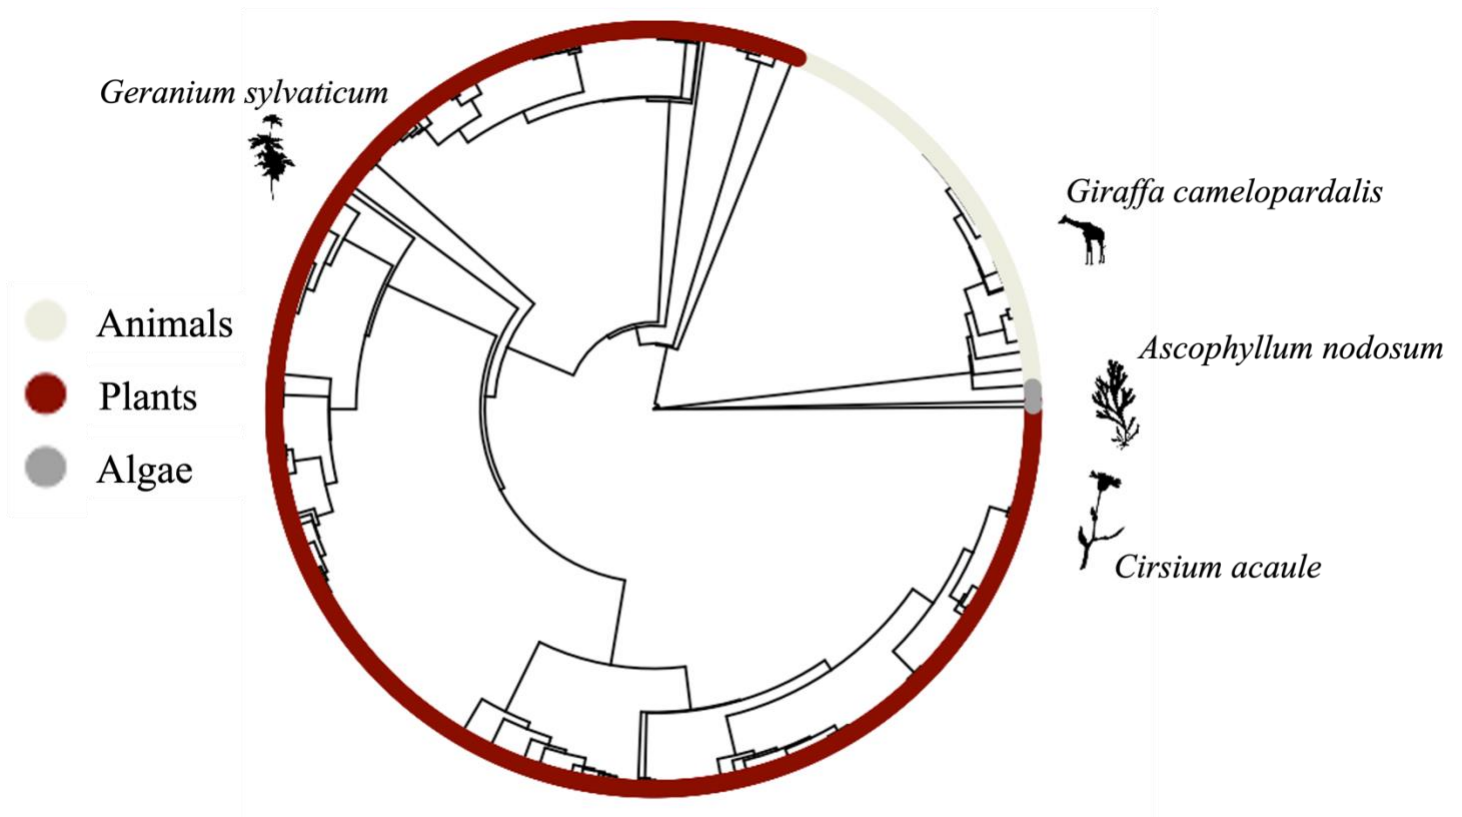 Geranium sylvaticum
Giraffa camelopardalis
Animals
Ascophyllum nodosum
Plants
Algae
Cirsium acaule